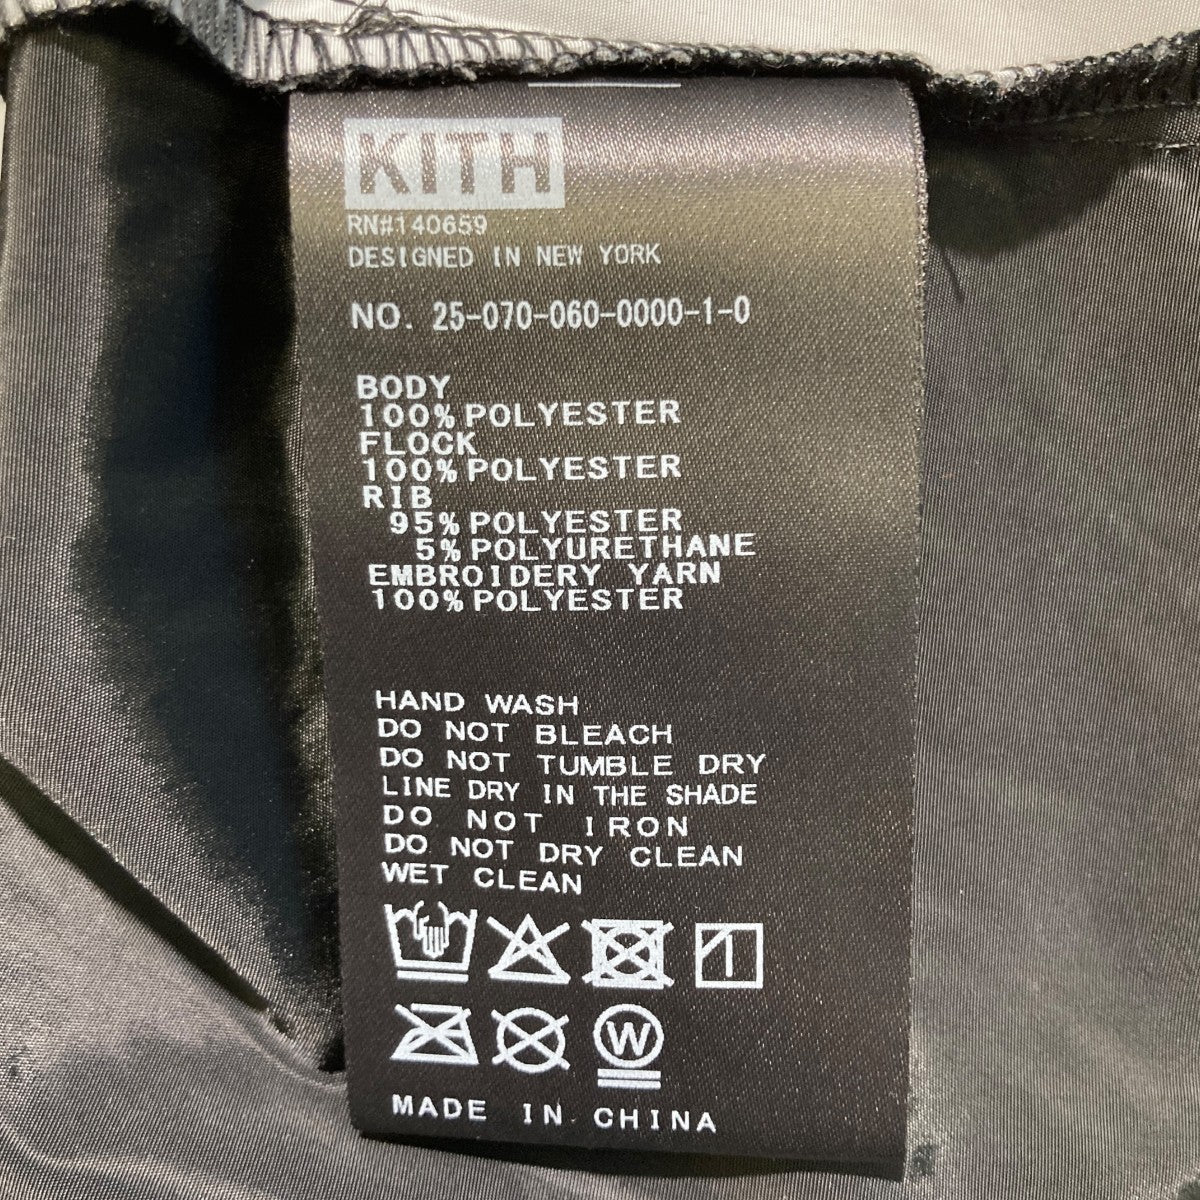 KITH
RN#140659
DESIGNED IN NEW YORK
NO. 25-070-060-0000-1-0
BODY
100%POLYESTER
FLOCK
100%POLYESTER
RIB
95%POLYESTER
5%POLYURETHANE
EMBROIDERY YARN
100%POLYESTER
HAND WASH
DO NOT BLEACH
DO NOT TUMBLE DRY
LINE DRY IN THE SHADE
DO NOT IRON
DO NOT DRY CLEAN
WET CLEAN
W
MADE IN CHINA